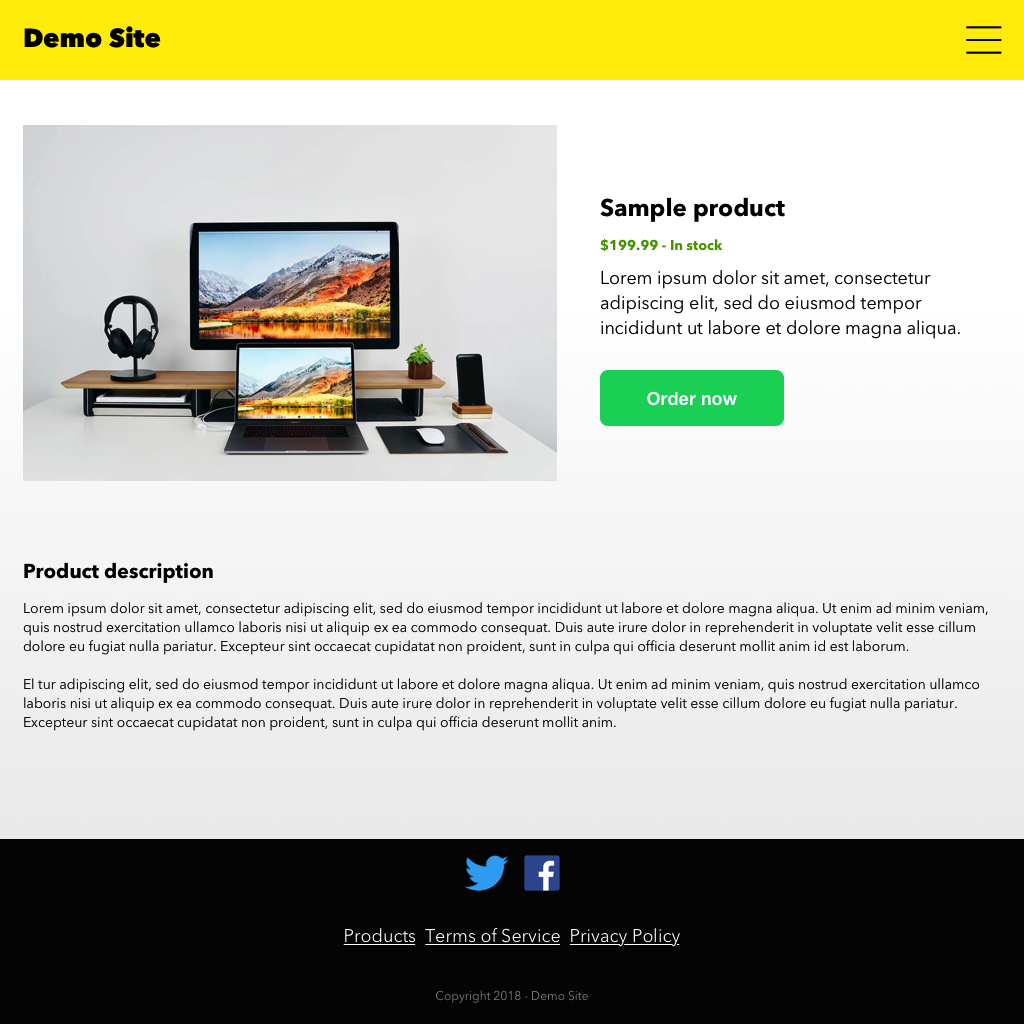 Demo Site
Sample product
$199.99 - In stock
Lorem ipsum dolor sit amet, consectetur
adipiscing elit, sed do eiusmod tempor
incididunt ut labore et dolore magna aliqua.
Order now
Product description
Lorem ipsum dolor sit amet, consectetur adipiscing elit, sed do eiusmod tempor incididunt ut labore et dolore magna aliqua. Ut enim ad minim veniam,
quis nostrud exercitation ullamco laboris nisi ut aliquip ex ea commodo consequat. Duis aute irure dolor in reprehenderit in voluptate velit esse cillum
dolore eu fugiat nulla pariatur. Excepteur sint occaecat cupidatat non proident, sunt in culpa qui officia deserunt mollit anim id est laborum.
El tur adipiscing elit, sed do eiusmod tempor incididunt ut labore et dolore magna aliqua. Ut enim ad minim veniam, quis nostrud exercitation ullamco
laboris nisi ut aliquip ex ea commodo consequat. Duis aute irure dolor in reprehenderit in voluptate velit esse cillum dolore eu fugiat nulla pariatur.
Excepteur sint occaecat cupidatat non proident, sunt in culpa qui officia deserunt mollit anim.
Products Terms of Service Privacy Policy
Copyright 2018 - Demo Site